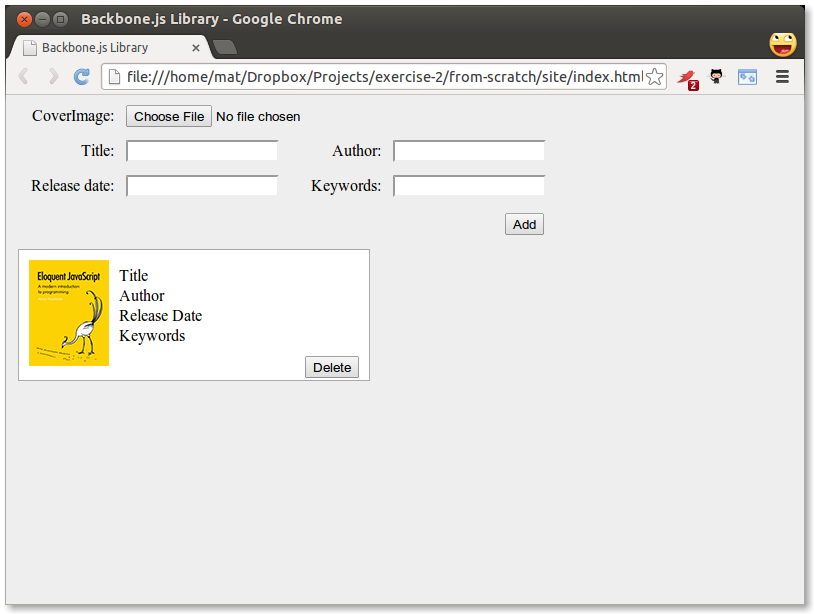 Backbone.js Library - Google Chrome
Backbone.js Library
file:///home/mat/Dropbox/Projects/exercise-2/from-scratch/site/index.html
2
CoverImage: Choose File No file chosen
Title: Author:
Release date: Keywords:
Add
Eloquent JavaScript
A modern introduction
to programming
Title
Author
Release Date
Keywords
Delete